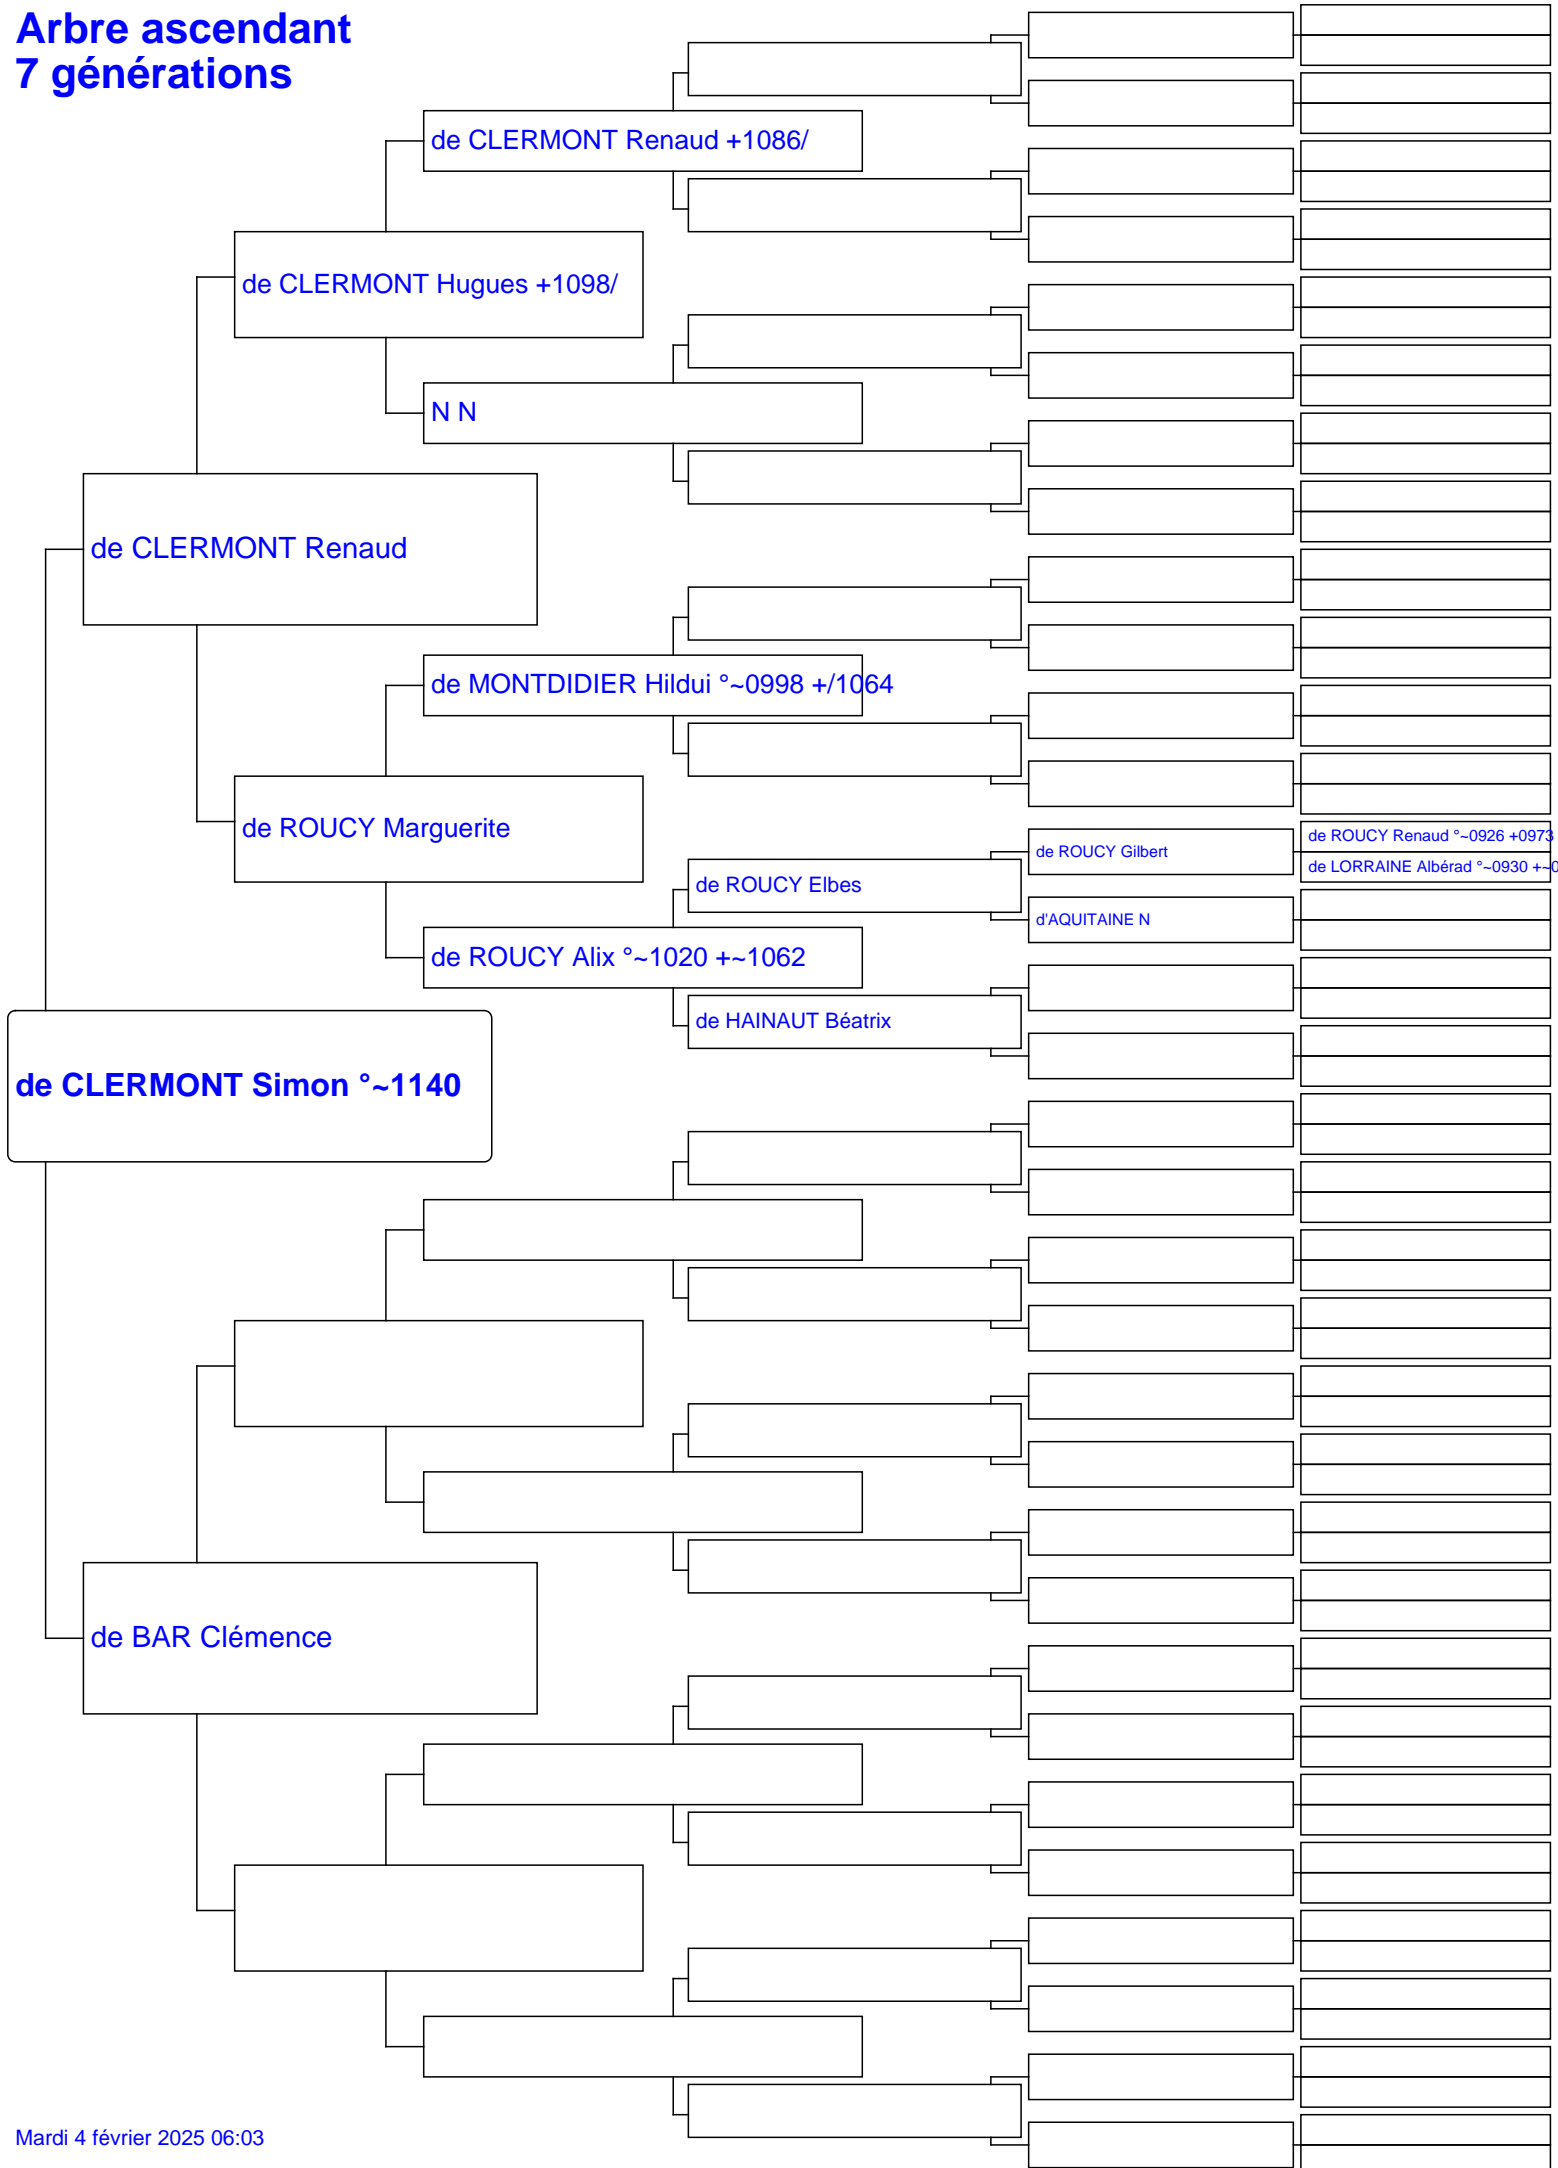 Arbre ascendant
7 générations
de CLERMONT Renaud +1086/
de CLERMONT Hugues +1098/
N N
de CLERMONT Renaud
de MONTDIDIER Hildui °~0998 +/1064
de ROUCY Marguerite
de ROUCY Renaud °~0926 +0973
de ROUCY Gilbert
de LORRAINE Albérad °~0930 +~0
de ROUCY Elbes
d'AQUITAINE N
de ROUCY Alix °~1020 +~1062
de HAINAUT Béatrix
de CLERMONT Simon °~1140
de BAR Clémence
Mardi 4 février 2025 06:03